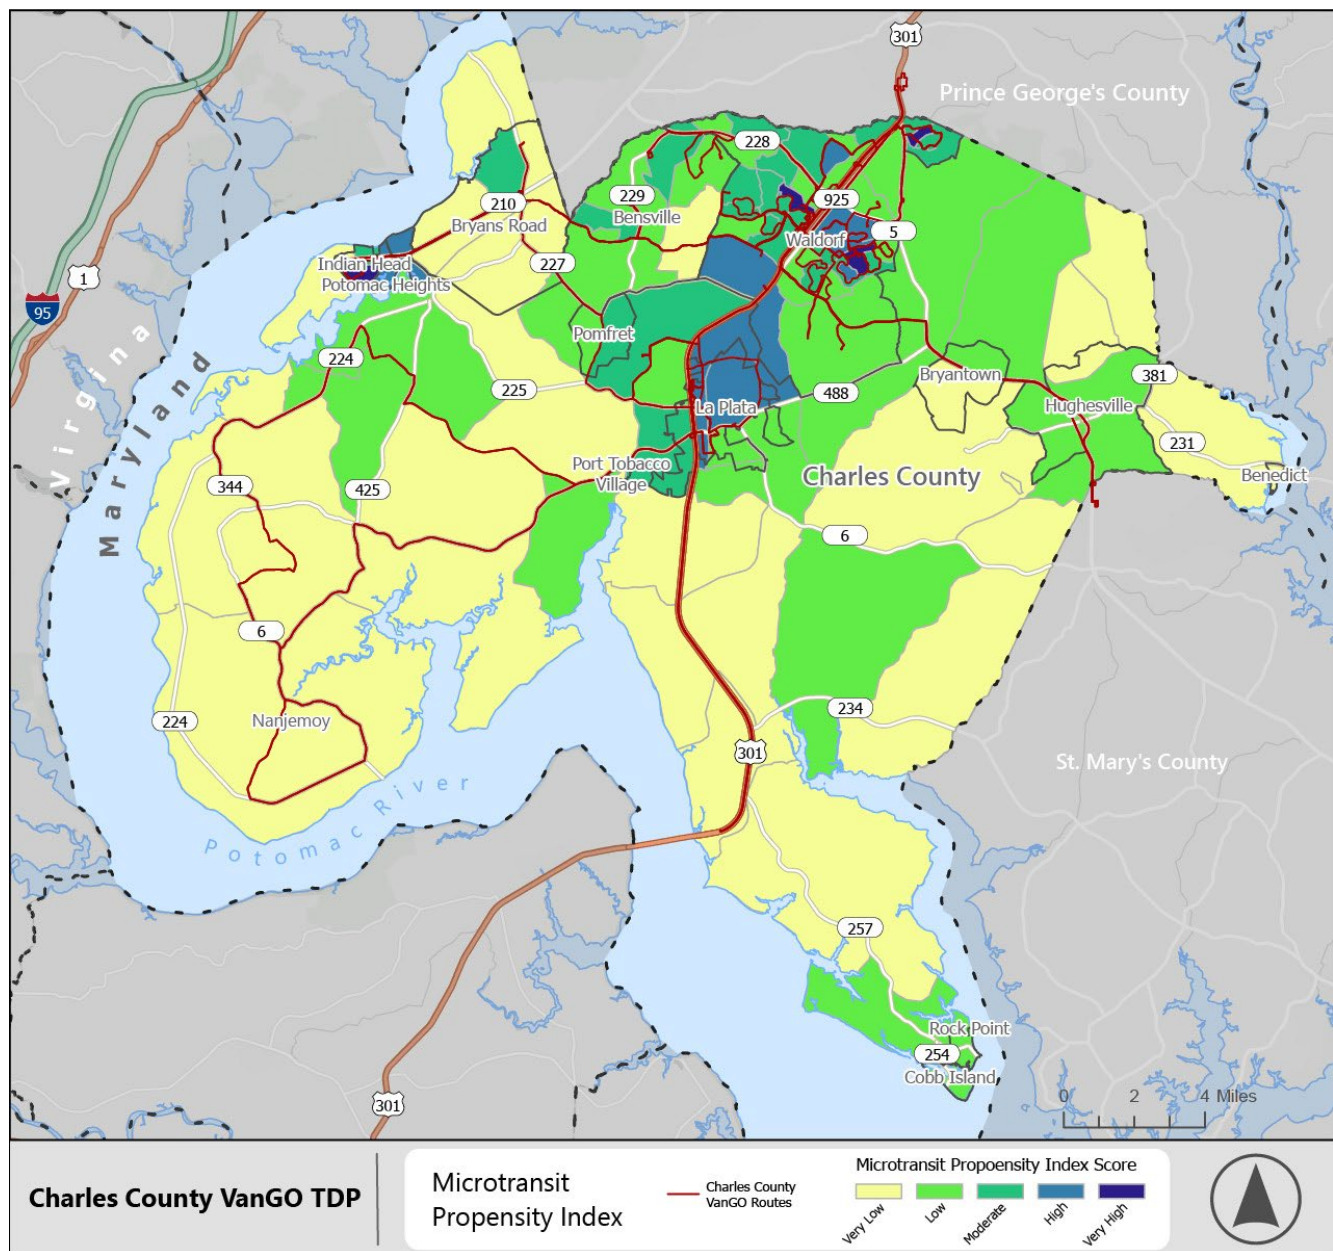 301
Prince George's County
228
229
925
210
Bensville
Bryans Road
Waldorf
5
Indian Head
227
1
Potomac Heights
95
Pomfret
Virginia
Maryland
224
Bryantown
381
225
488
La Plata
Hughesville
231
Port Tobacco
Village
Charles County
Benedict
344
425
6
6
234
224
Nanjemoy
301
St. Mary's County
Potomac River
257
Rock Point
254
Cobb Island
301
0 2 4 Miles
Charles County VanGO TDP
Microtransit
Propensity Index
Charles County
VanGO Routes
Microtransit Propoensity Index Score
Very Low
Low
Moderate
High
Very High